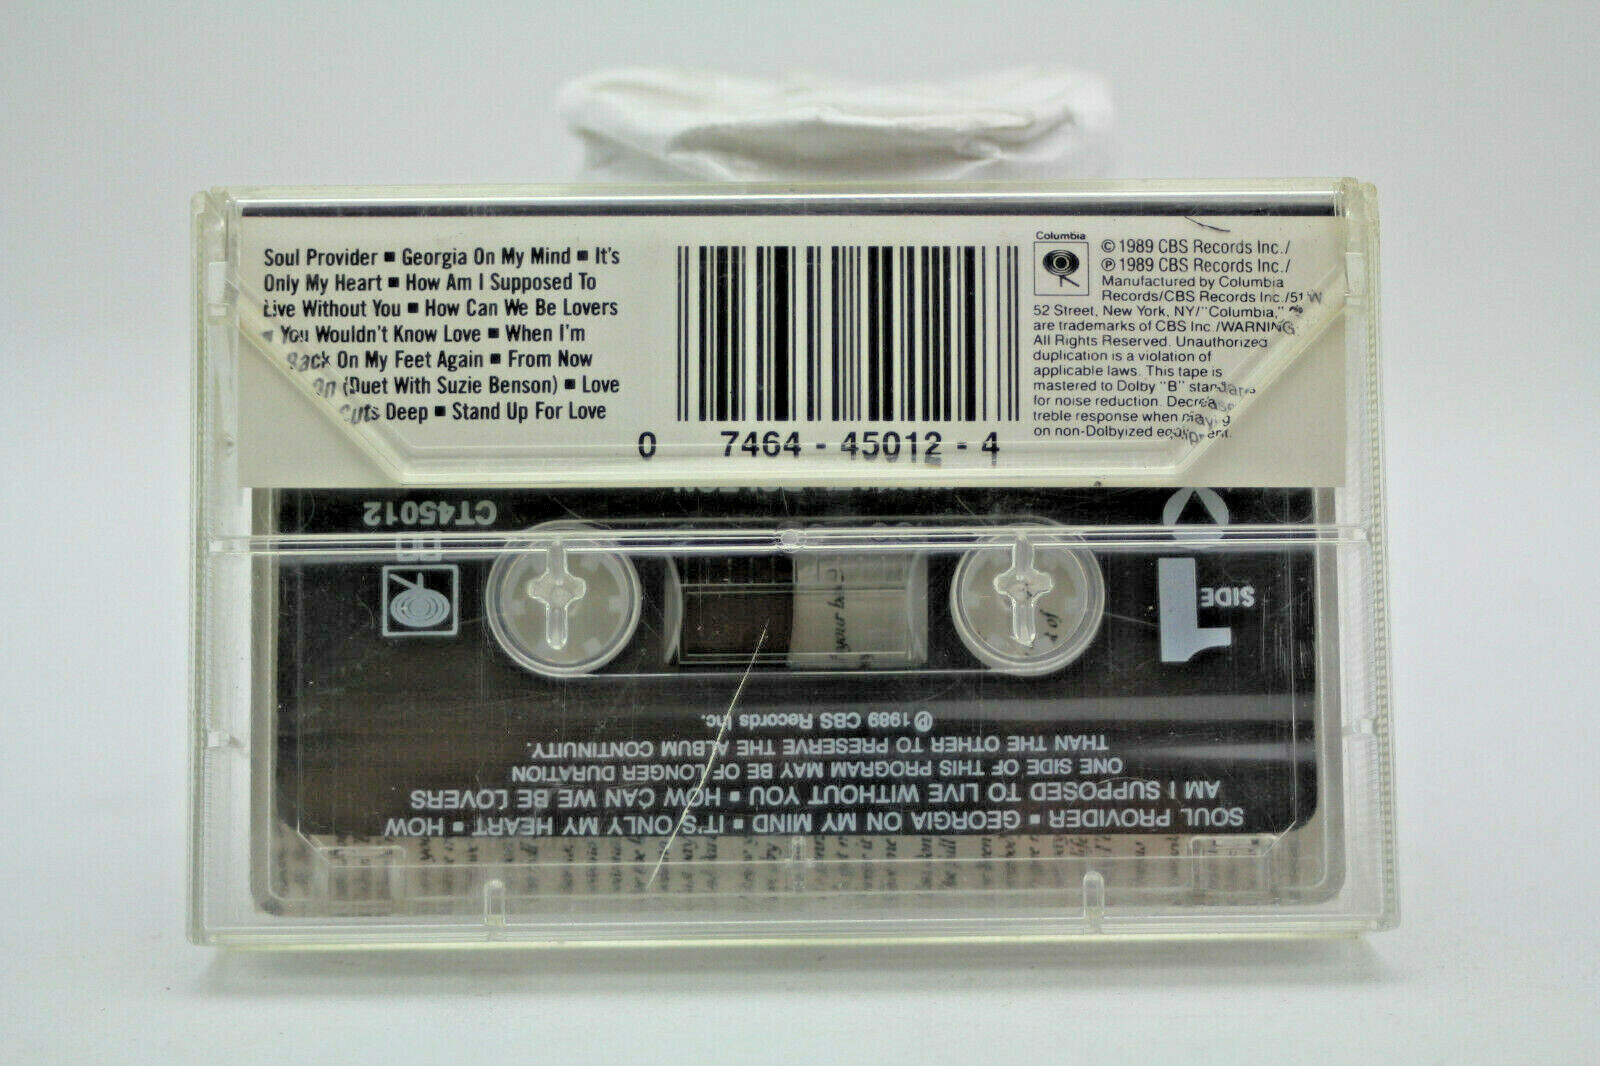 Soul Provider ■ Georgia On My Mind ■ It's
Only My Heart ■ How Am I Supposed To
Live Without You ■ How Can We Be Lovers
■ You Wouldn't Know Love ■ When I'm
Back On My Feet Again ■ From Now
On (Duet With Suzie Benson) ■ Love
Cuts Deep ■ Stand Up For Love
0 7464 - 45012 - 4
Columbia
© 1989 CBS Records Inc./
℗ 1989 CBS Records Inc./
Manufactured by Columbia
Records/CBS Records Inc./51 W
52 Street, New York, NY/"Columbia,"
are trademarks of CBS Inc./WARNING:
All Rights Reserved. Unauthorized
duplication is a violation of
applicable laws. This tape is
mastered to Dolby "B" standard
for noise reduction. Decrease
treble response when playing
on non-Dolbyized equipment.
CT45012
SIDE 1
℗ 1989 CBS Records Inc.
SOUL PROVIDER ■ GEORGIA ON MY MIND ■ IT'S ONLY MY HEART ■ HOW
AM I SUPPOSED TO LIVE WITHOUT YOU ■ HOW CAN WE BE LOVERS
ONE SIDE OF THIS PROGRAM MAY BE OF LONGER DURATION
THAN THE OTHER TO PRESERVE THE ALBUM CONTINUITY.